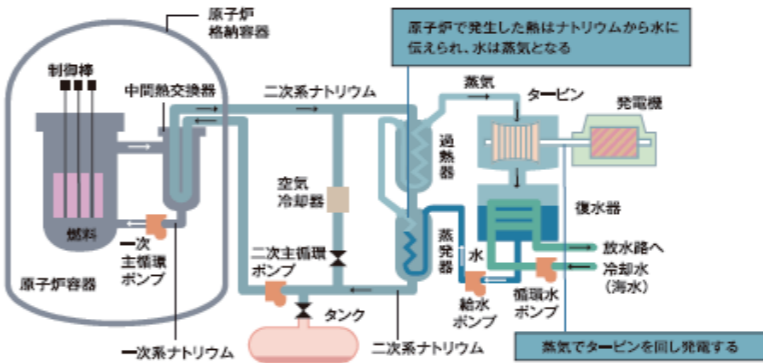 原子炉
格納容器
原子炉で発生した熱はナトリウムから水に
伝えられ、水は蒸気となる
制御棒
中間熱交換器
二次系ナトリウム
蒸気
タービン
発電機
過熱器
空気
冷却器
復水器
燃料
一次
主循環
ポンプ
二次主循環
ポンプ
蒸発器
水
放水路へ
冷却水
(海水)
原子炉容器
給水
ポンプ
循環水
ポンプ
タンク
一次系ナトリウム
二次系ナトリウム
蒸気でタービンを回し発電する